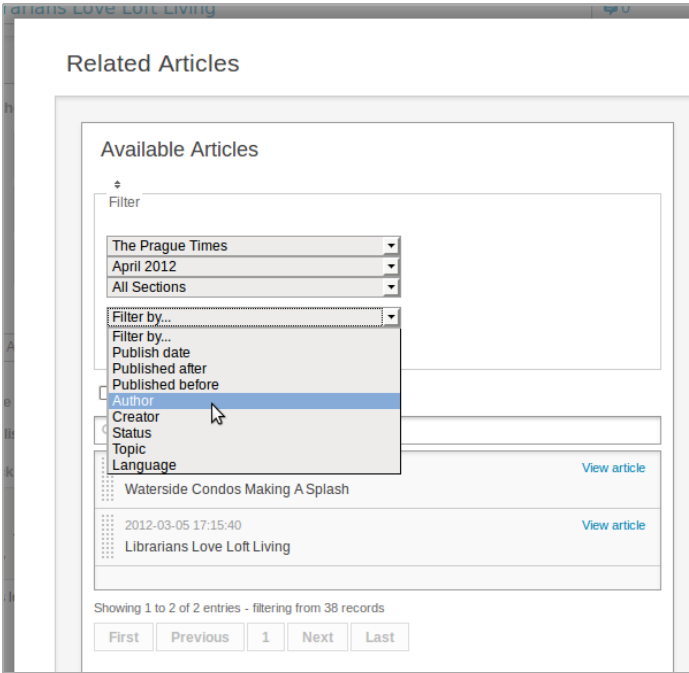 rarians Love Loft Living
0
Related Articles
Available Articles
Filter
The Prague Times
April 2012
All Sections
Filter by...
Filter by...
Publish date
Published after
Published before
Author
Creator
Status
Topic
Language
View article
Waterside Condos Making A Splash
2012-03-05 17:15:40
View article
Librarians Love Loft Living
Showing 1 to 2 of 2 entries - filtering from 38 records
First Previous 1 Next Last